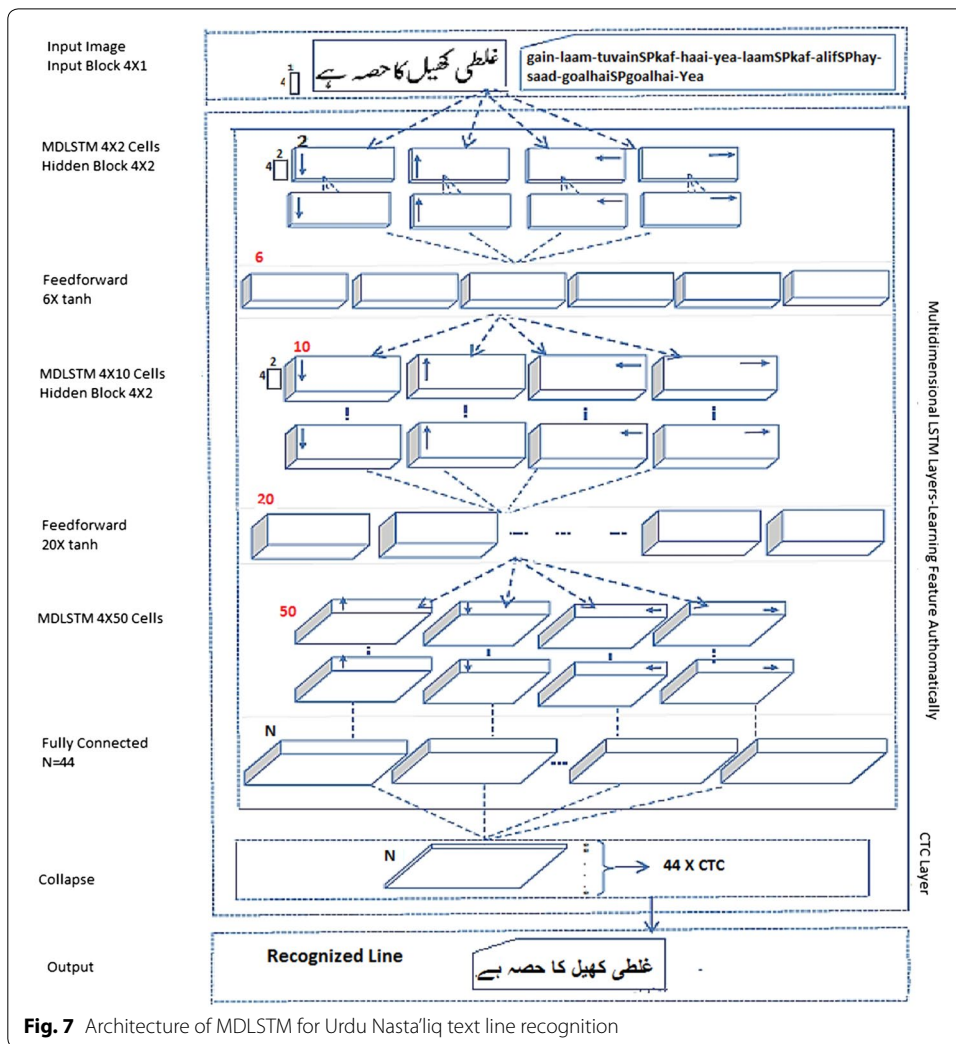 Input Image
Input Block 4X1
1
4
غلطی کھیل کا حصہ ہے
gain-laam-tuvainSPkaf-haai-yea-laamSPkaf-alifSPhay-
saad-goalhaiSPgoalhai-Yea
MDLSTM 4X2 Cells
Hidden Block 4X2
2
4
2
Feedforward
6X tanh
6
MDLSTM 4X10 Cells
Hidden Block 4X2
2
4
10
Feedforward
20X tanh
20
MDLSTM 4X50 Cells
50
Fully Connected
N=44
N
Multidimensional LSTM Layers-Learning Feature Authomatically
Collapse
N
44 X CTC
CTC Layer
Output
Recognized Line
غلطی کھیل کا حصہ ہے
Fig. 7 Architecture of MDLSTM for Urdu Nasta'liq text line recognition